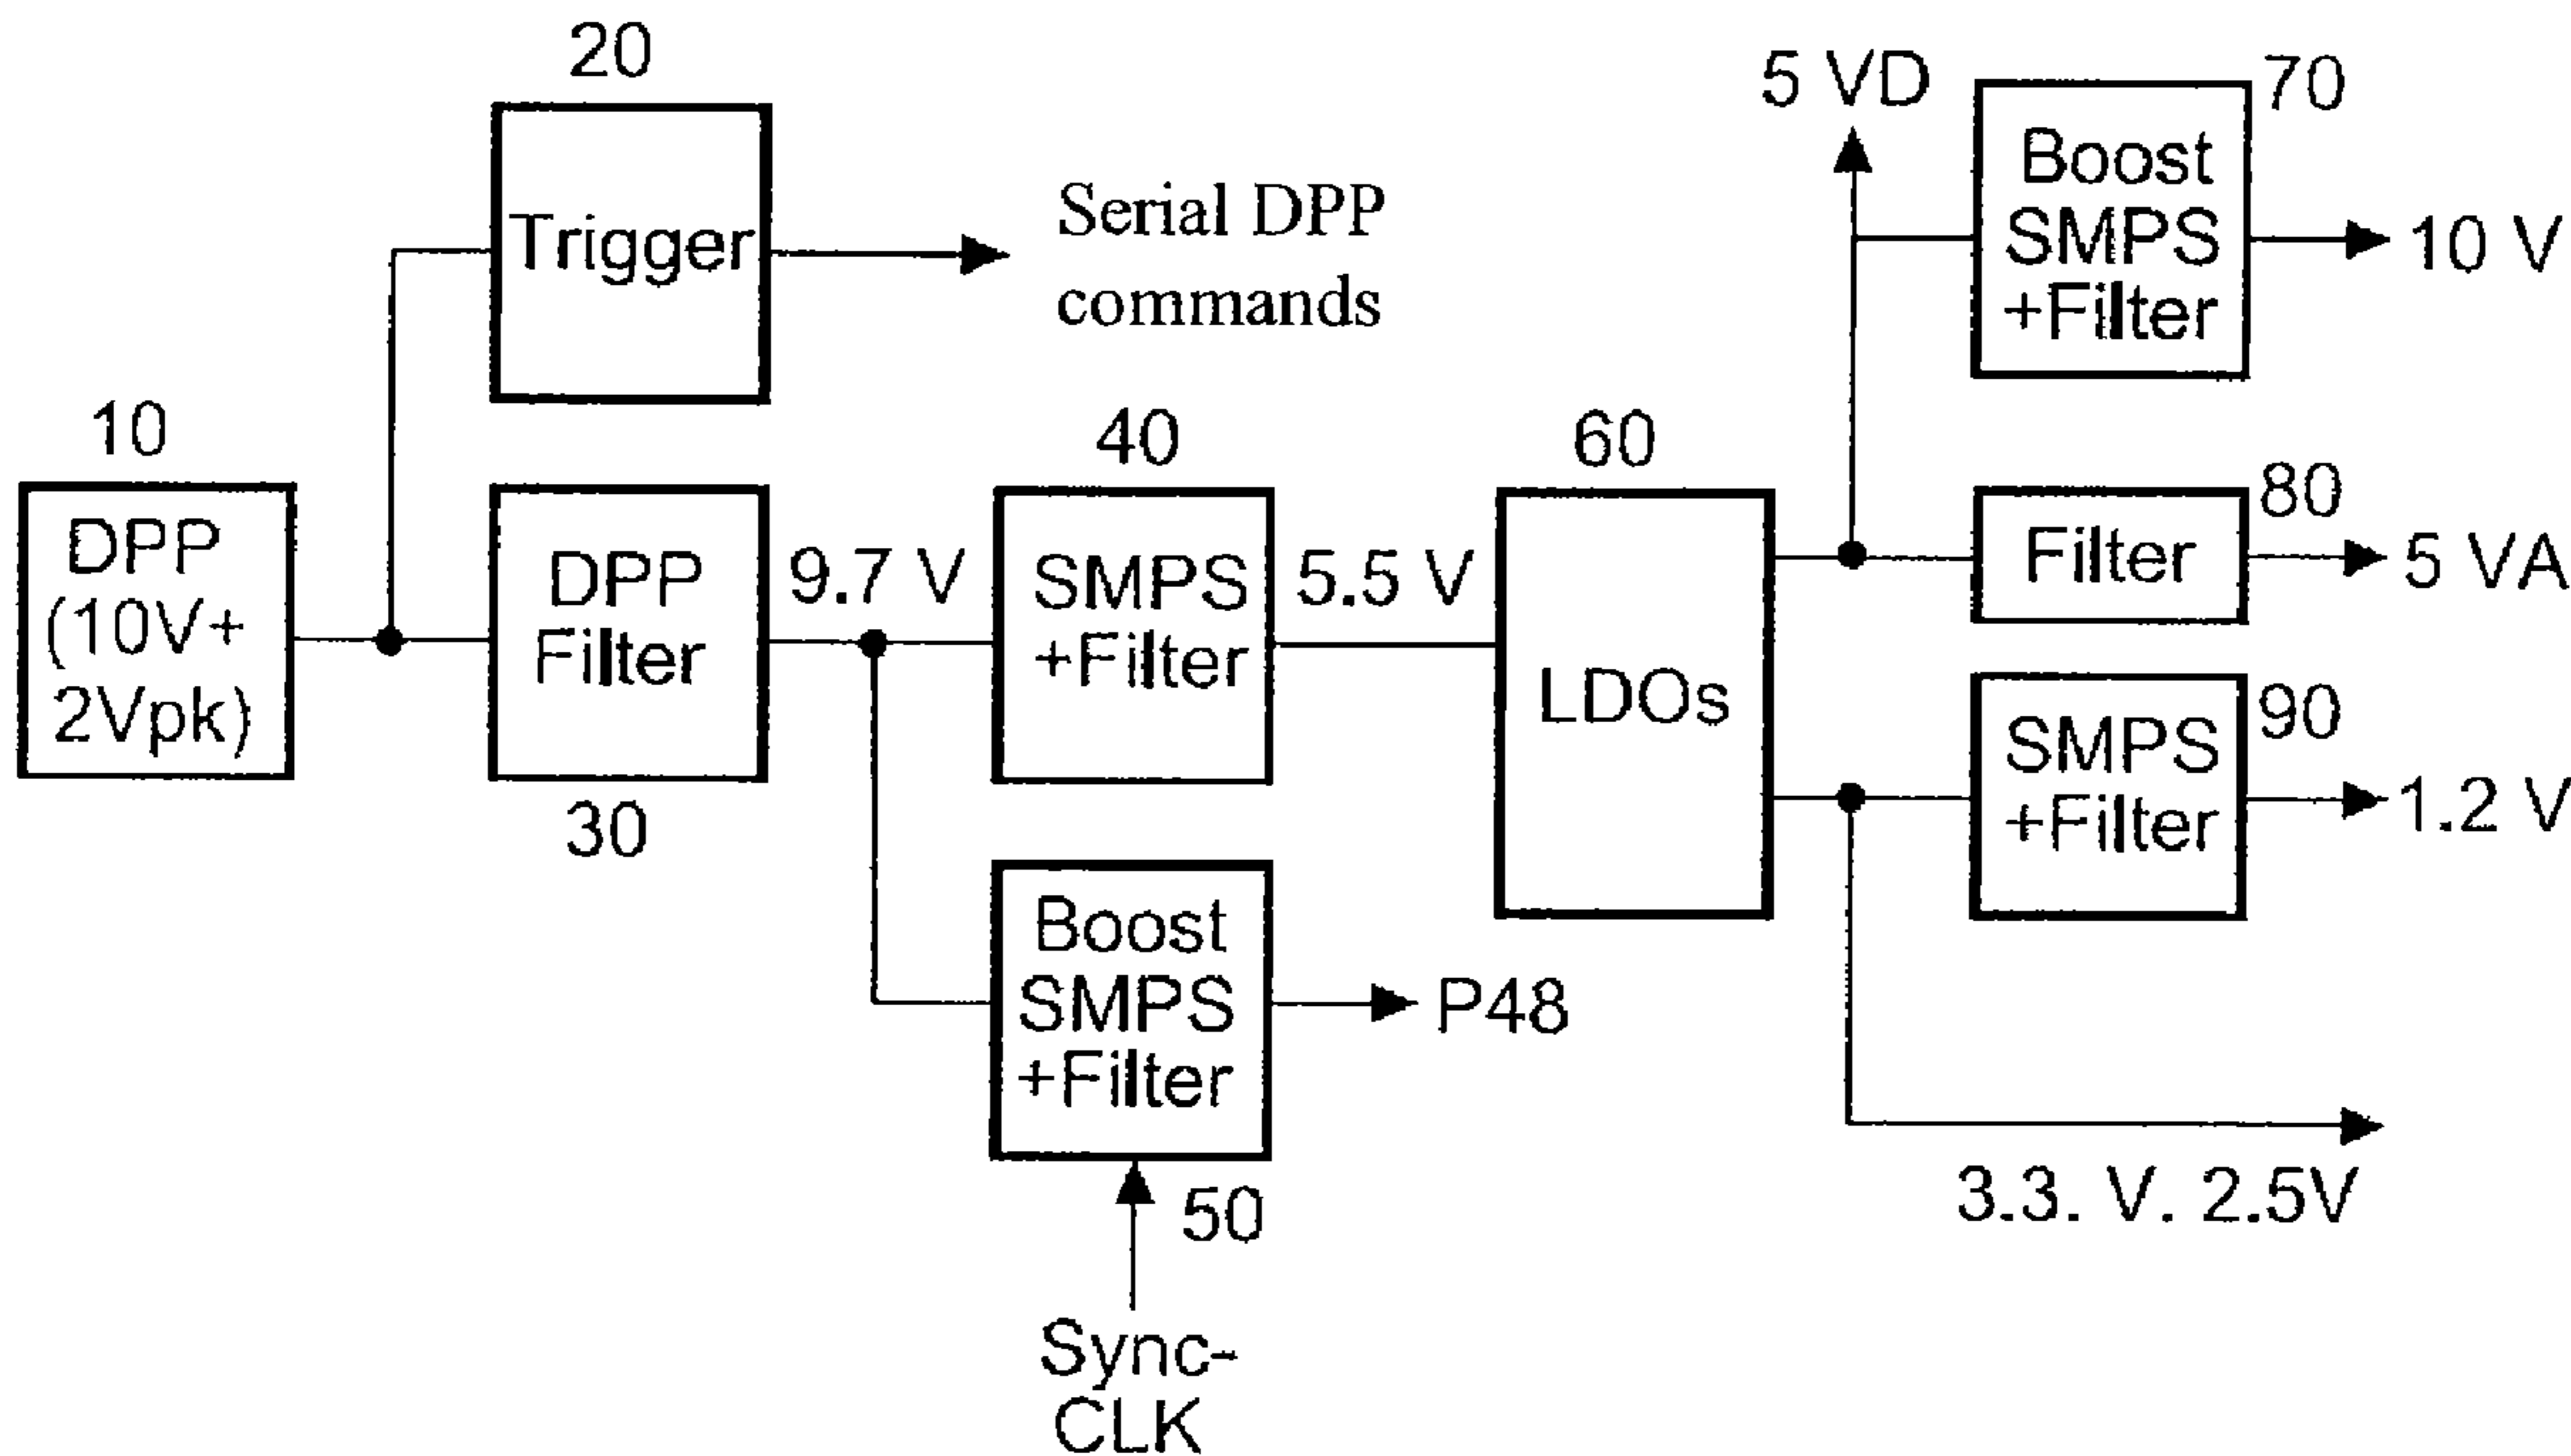 20
Trigger
Serial DPP
commands
10
DPP
(10V+
2Vpk)
DPP
Filter
30
9.7 V
40
SMPS
+Filter
5.5 V
Boost
SMPS
+Filter
P48
50
Sync-
CLK
60
LDOs
5 VD
70
Boost
SMPS
+Filter
10 V
80
Filter
5 VA
90
SMPS
+Filter
1.2 V
3.3. V. 2.5V